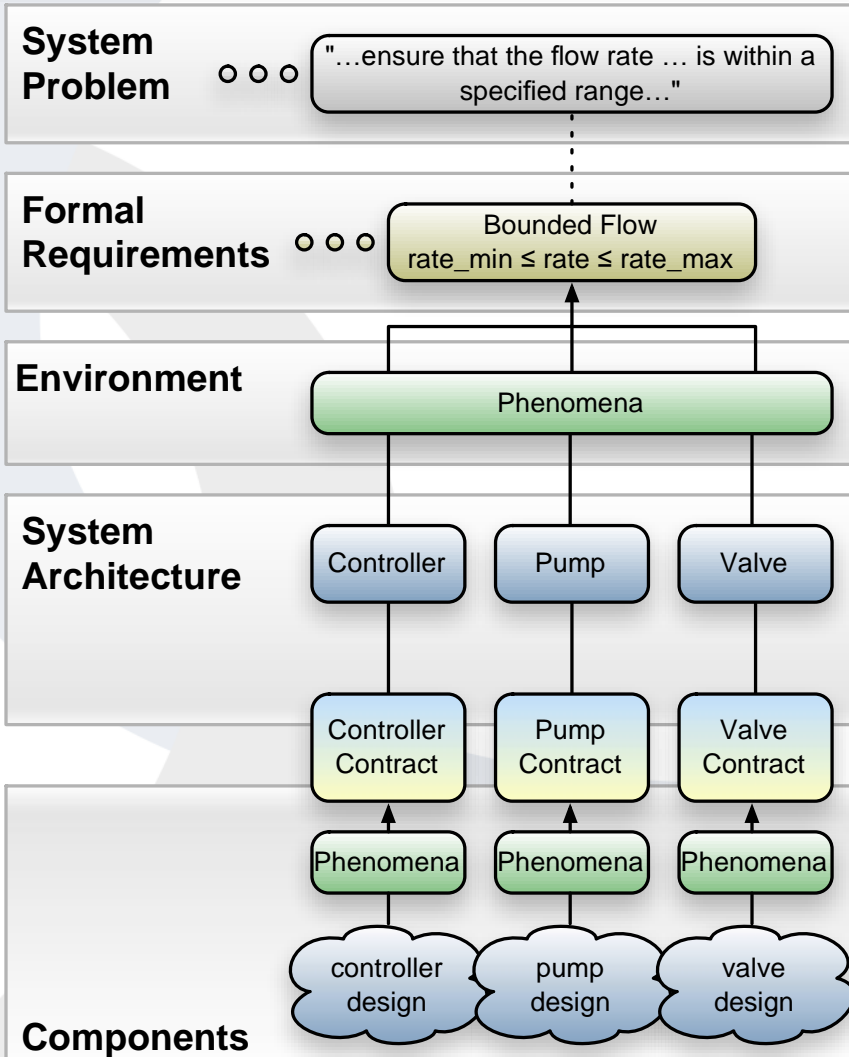 System
Problem
"…ensure that the flow rate … is within a
specified range…"
Formal
Requirements
Bounded Flow
rate_min ≤ rate ≤ rate_max
Environment
Phenomena
System
Architecture
Controller
Pump
Valve
Controller
Contract
Pump
Contract
Valve
Contract
Phenomena
Phenomena
Phenomena
controller
design
pump
design
valve
design
Components